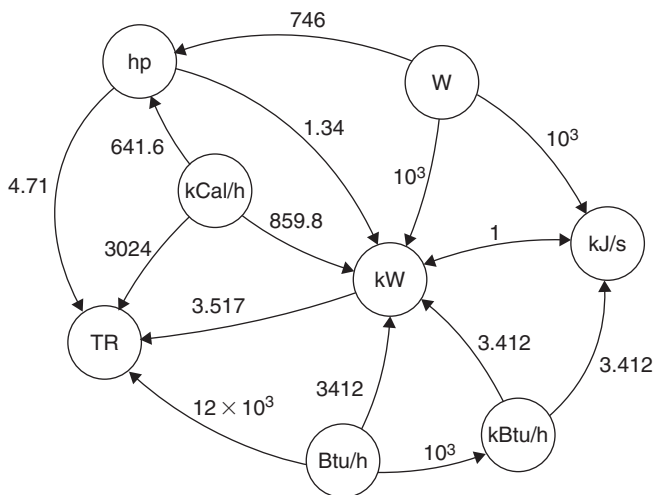 746
hp
W
1.34
10³
641.6
10³
4.71
kCal/h
859.8
3024
1
kJ/s
kW
3.517
TR
3.412
3412
3.412
12 × 10³
kBtu/h
10³
Btu/h